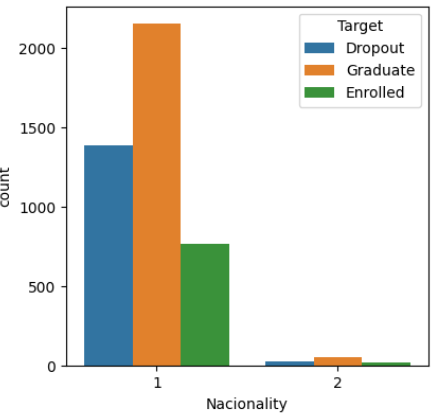 Target
Dropout
Graduate
Enrolled
2000
1500
1000
500
0
count
1
2
Nacionality